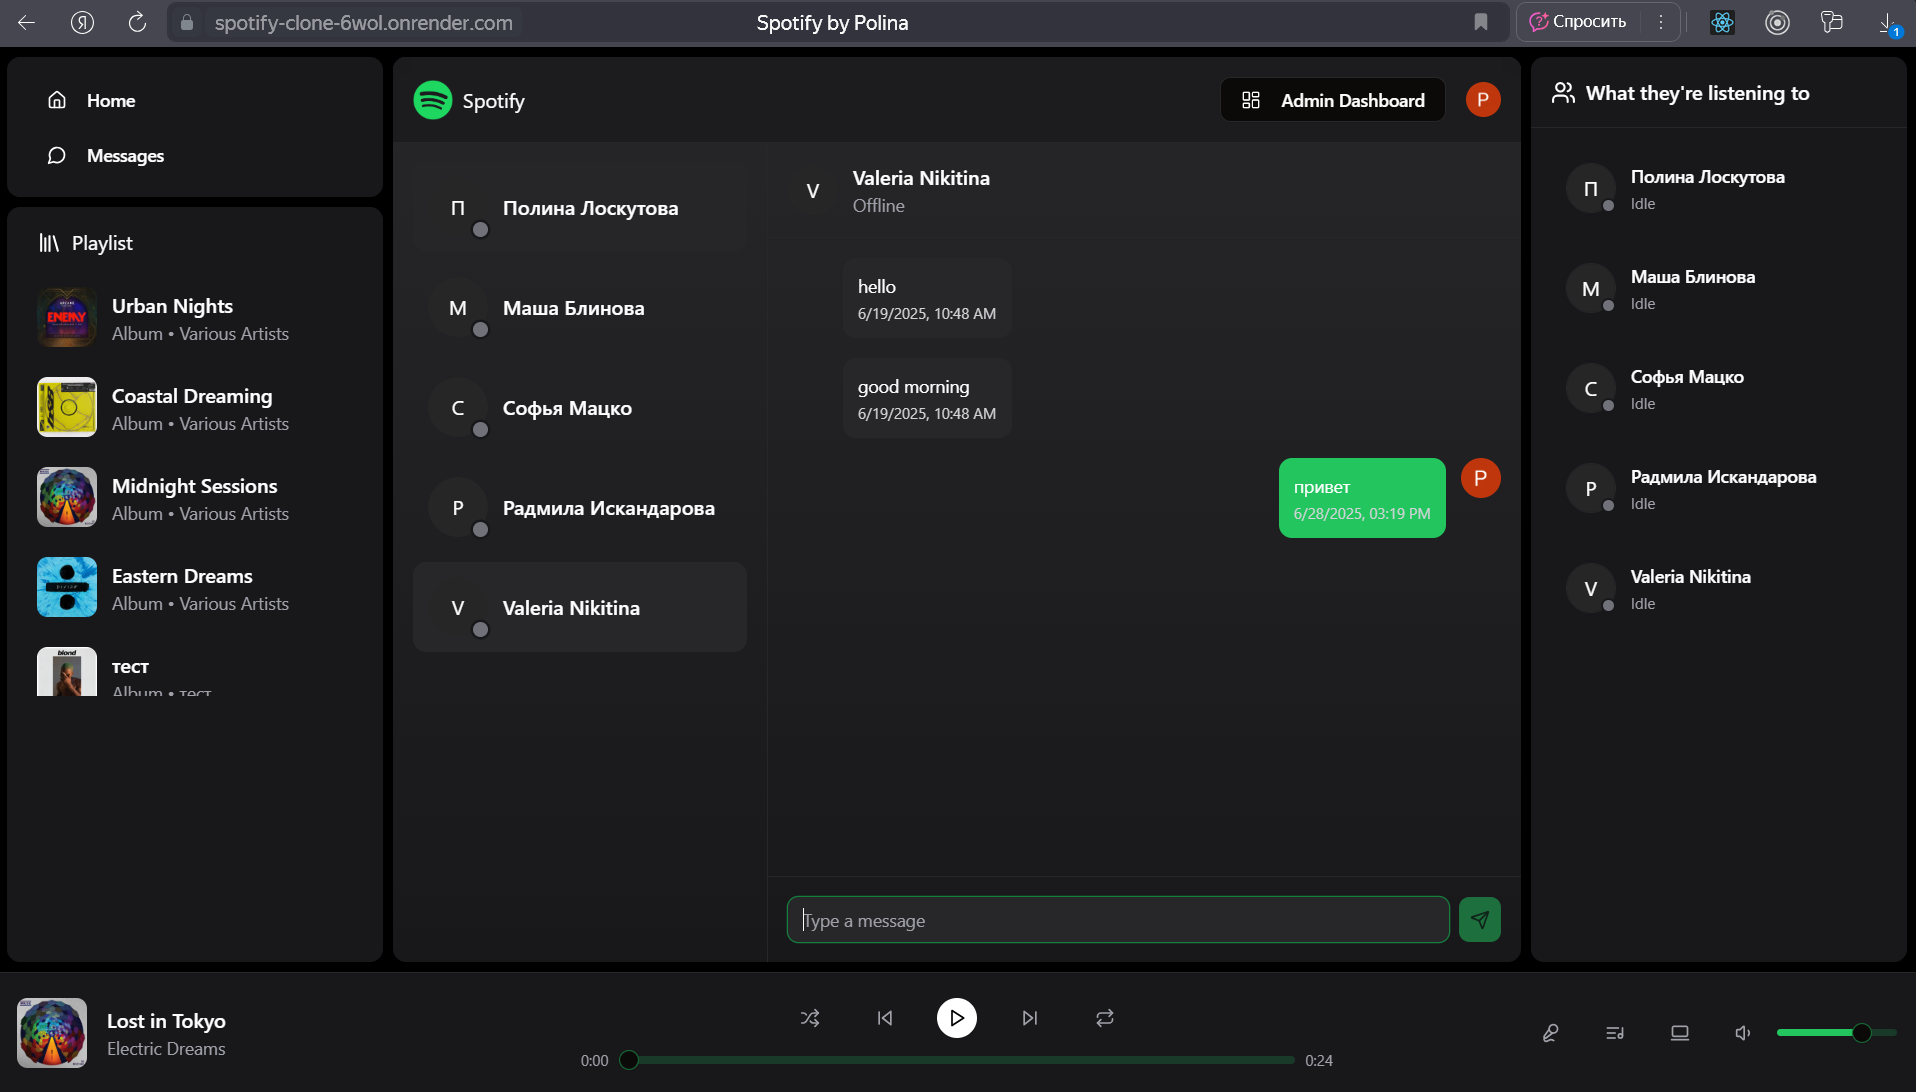 spotify-clone-6wol.onrender.com
Spotify by Polina
Спросить
1
Home
Messages
Playlist
Urban Nights
Album • Various Artists
Coastal Dreaming
Album • Various Artists
Midnight Sessions
Album • Various Artists
Eastern Dreams
Album • Various Artists
тест
Album • тест
ENEMY
blond
Spotify
Admin Dashboard
P
П
Полина Лоскутова
М
Маша Блинова
С
Софья Мацко
Р
Радмила Искандарова
V
Valeria Nikitina
V
Valeria Nikitina
Offline
hello
6/19/2025, 10:48 AM
good morning
6/19/2025, 10:48 AM
привет
6/28/2025, 03:19 PM
P
Type a message
What they're listening to
П
Полина Лоскутова
Idle
М
Маша Блинова
Idle
С
Софья Мацко
Idle
Р
Радмила Искандарова
Idle
V
Valeria Nikitina
Idle
Lost in Tokyo
Electric Dreams
0:00
0:24